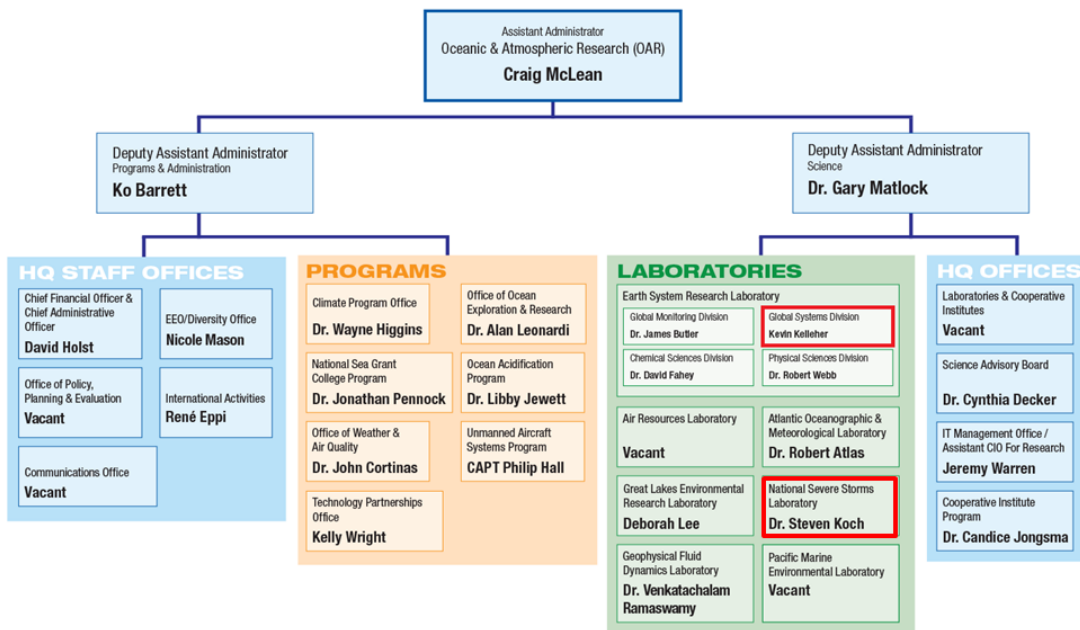 Assistant Administrator
Oceanic & Atmospheric Research (OAR)
Craig McLean
Deputy Assistant Administrator
Programs & Administration
Ko Barrett
Deputy Assistant Administrator
Science
Dr. Gary Matlock
HQ STAFF OFFICES
Chief Financial Officer &
Chief Administrative
Officer
David Holst
EEO/Diversity Office
Nicole Mason
Office of Policy,
Planning & Evaluation
Vacant
International Activities
René Eppi
Communications Office
Vacant
PROGRAMS
Climate Program Office
Dr. Wayne Higgins
Office of Ocean
Exploration & Research
Dr. Alan Leonardi
National Sea Grant
College Program
Dr. Jonathan Pennock
Ocean Acidification
Program
Dr. Libby Jewett
Office of Weather &
Air Quality
Dr. John Cortinas
Unmanned Aircraft
Systems Program
CAPT Philip Hall
Technology Partnerships
Office
Kelly Wright
LABORATORIES
Earth System Research Laboratory
Global Monitoring Division
Dr. James Butler
Global Systems Division
Kevin Kelleher
Chemical Sciences Division
Dr. David Fahey
Physical Sciences Division
Dr. Robert Webb
Air Resources Laboratory
Vacant
Atlantic Oceanographic &
Meteorological Laboratory
Dr. Robert Atlas
Great Lakes Environmental
Research Laboratory
Deborah Lee
National Severe Storms
Laboratory
Dr. Steven Koch
Geophysical Fluid
Dynamics Laboratory
Dr. Venkatachalam
Ramaswamy
Pacific Marine
Environmental Laboratory
Vacant
HQ OFFICES
Laboratories & Cooperative
Institutes
Vacant
Science Advisory Board
Dr. Cynthia Decker
IT Management Office /
Assistant CIO For Research
Jeremy Warren
Cooperative Institute
Program
Dr. Candice Jongsma